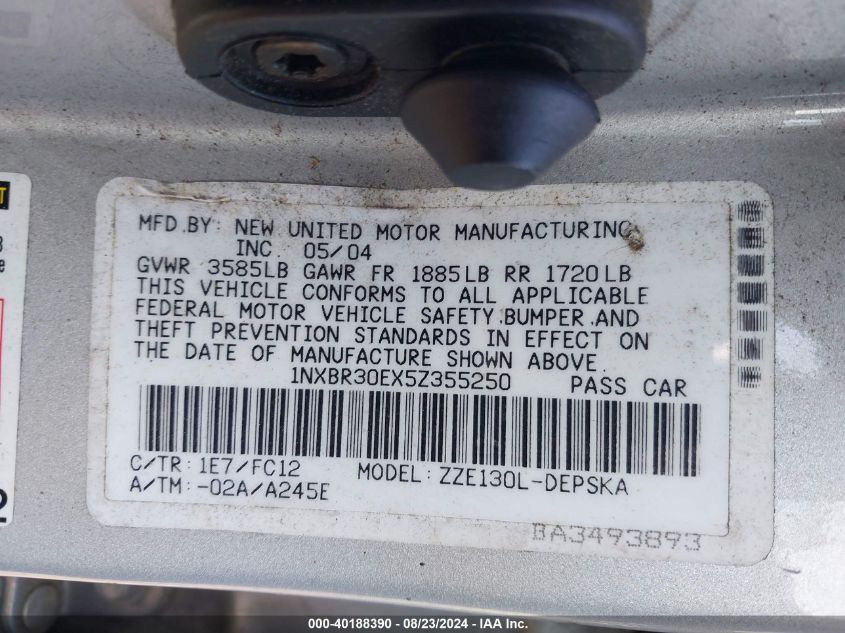 MFD.BY: NEW UNITED MOTOR MANUFACTURING
INC. 05/04
GVWR 3585LB GAWR FR 1885LB RR 1720LB
THIS VEHICLE CONFORMS TO ALL APPLICABLE
FEDERAL MOTOR VEHICLE SAFETY.BUMPER.AND
THEFT PREVENTION STANDARDS IN EFFECT ON
THE DATE OF MANUFACTURE SHOWN ABOVE.
1NXBR30EX5Z355250 PASS CAR
C/TR: 1E7/FC12 MODEL: ZZE130L-DEPSKA
A/TM: -02A/A245E
BA3493893
000-40188390 - 08/23/2024 - IAA Inc.